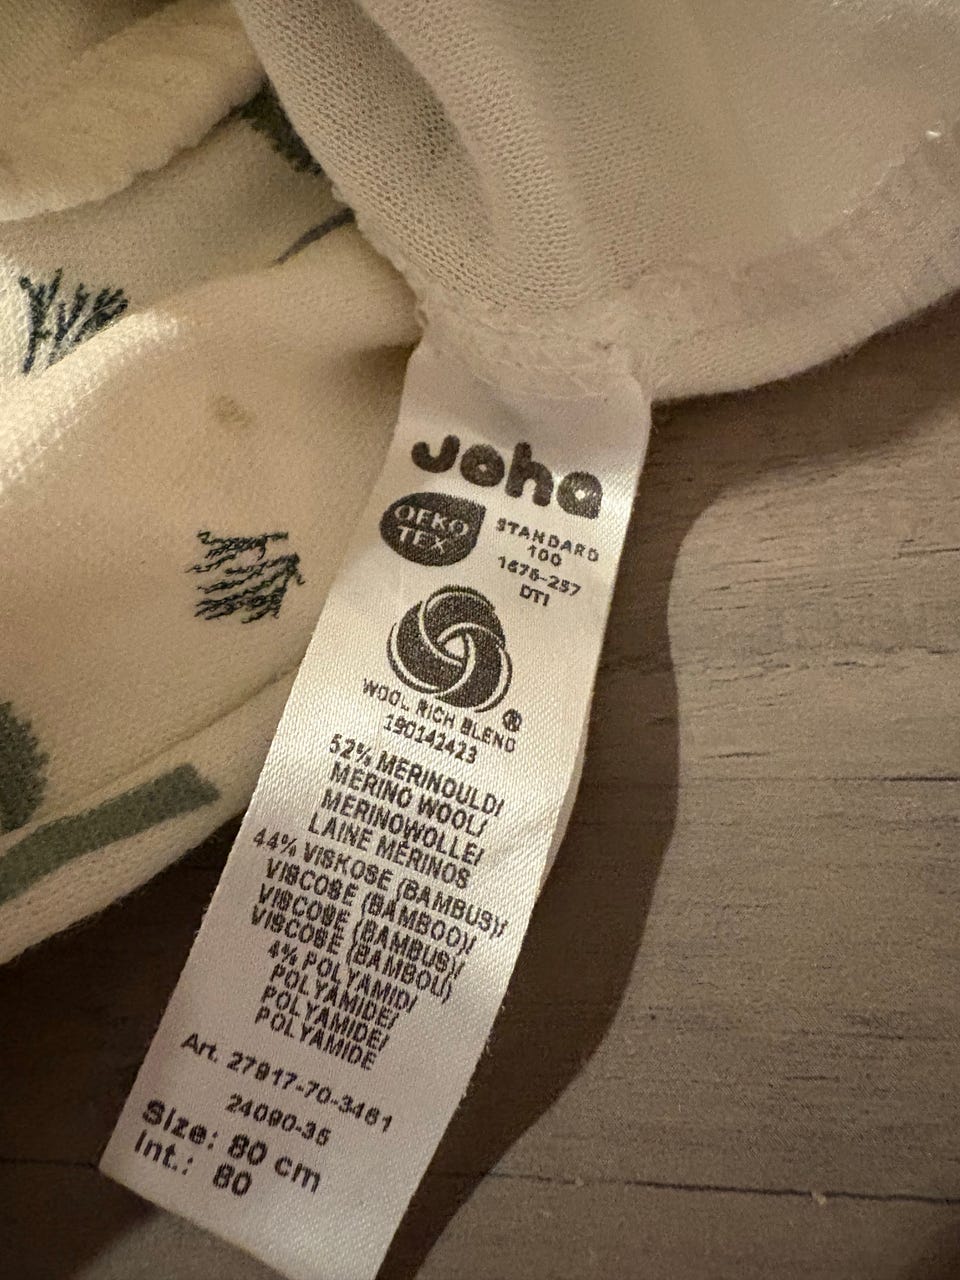 Joha
OEKO
TEX
STANDARD
100
1676-257
DTI
WOOL RICH BLEND
190142423
52% MERINOULD/
MERINO WOOL/
MERINOWOLLE/
LAINE MERINOS
44% VISKOSE (BAMBUS)/
VISCOSE (BAMBOO)/
VISCOSE (BAMBUS)/
VISCOSE (BAMBOU)
4% POLYAMID/
POLYAMIDE/
POLYAMIDE/
POLYAMIDE
Art. 27917-70-3461
24090-35
Size: 80 cm
Int.: 80